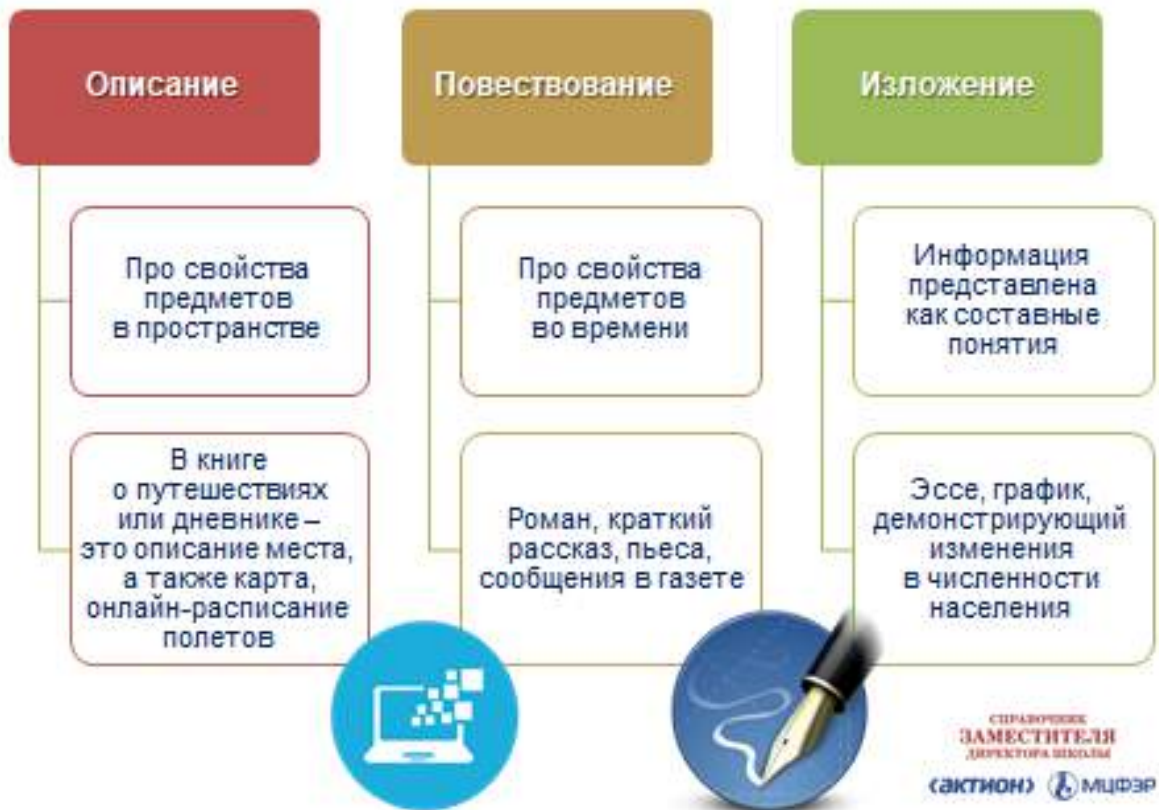 Описание
Про свойства
предметов
в пространстве
В книге
о путешествиях
или дневнике –
это описание места,
а также карта,
онлайн-расписание
полетов
Повествование
Про свойства
предметов
во времени
Роман, краткий
рассказ, пьеса,
сообщения в газете
Изложение
Информация
представлена
как составные
понятия
Эссе, график,
демонстрирующий
изменения
в численности
населения
СПРАВОЧНИК
ЗАМЕСТИТЕЛЯ
ДИРЕКТОРА ШКОЛЫ
‹актион› МЦФЭР